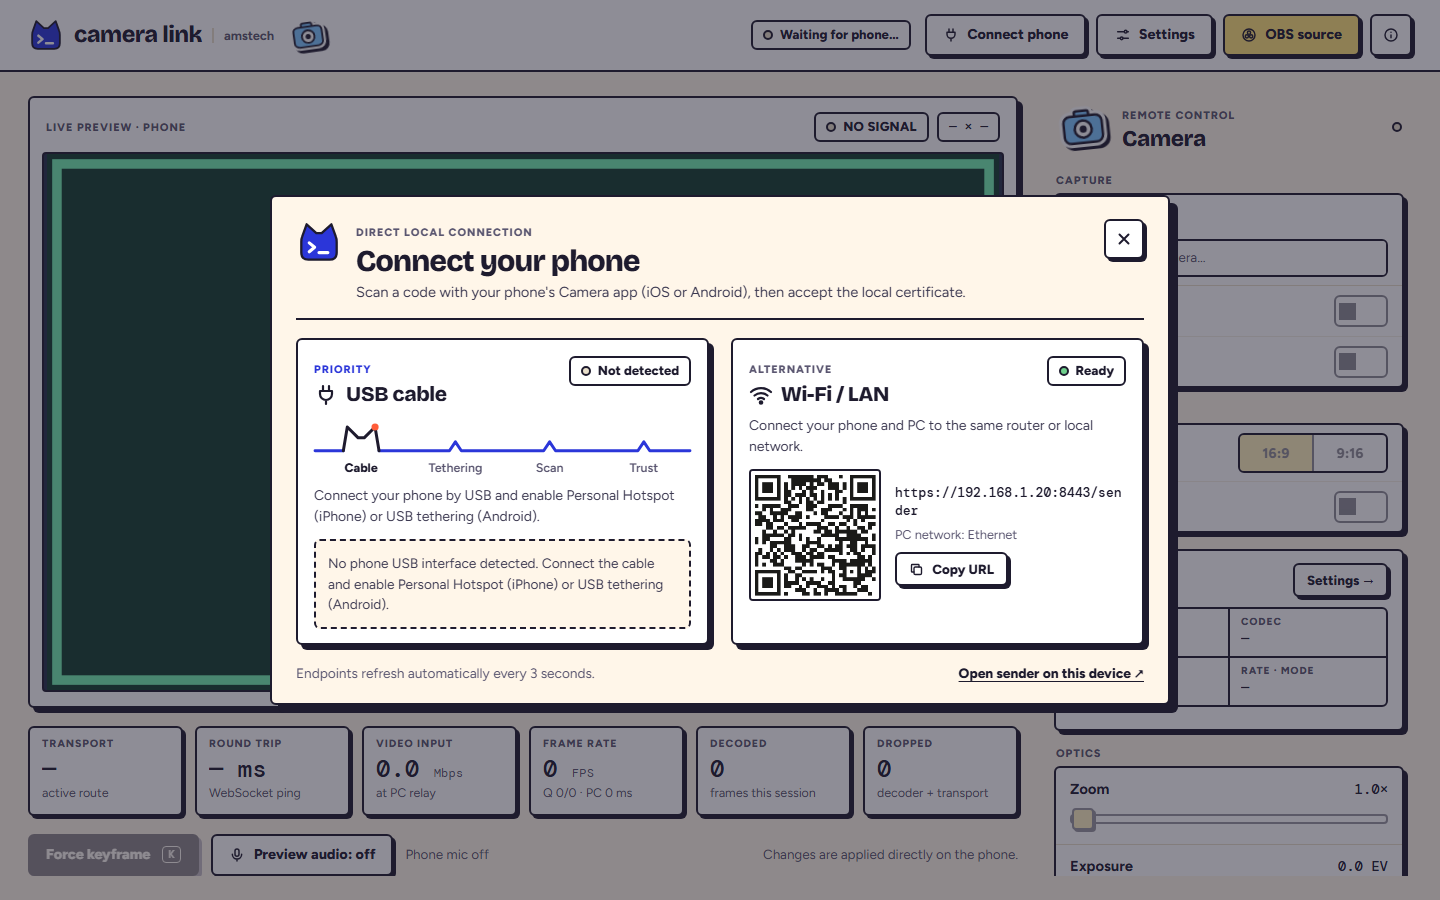 camera link
amstech
Waiting for phone...
Connect phone
Settings
OBS source
LIVE PREVIEW · PHONE
NO SIGNAL
– × –
REMOTE CONTROL
Camera
CAPTURE
DIRECT LOCAL CONNECTION
Connect your phone
Scan a code with your phone's Camera app (iOS or Android), then accept the local certificate.
PRIORITY
USB cable
Not detected
Cable
Tethering
Scan
Trust
Connect your phone by USB and enable Personal Hotspot
(iPhone) or USB tethering (Android).
No phone USB interface detected. Connect the cable
and enable Personal Hotspot (iPhone) or USB tethering
(Android).
ALTERNATIVE
Wi-Fi / LAN
Ready
Connect your phone and PC to the same router or local
network.
https://192.168.1.20:8443/sen
der
PC network: Ethernet
Copy URL
Endpoints refresh automatically every 3 seconds.
Open sender on this device ↗
16:9
9:16
Settings →
CODEC
–
RATE · MODE
–
TRANSPORT
–
active route
ROUND TRIP
– ms
WebSocket ping
VIDEO INPUT
0.0 Mbps
at PC relay
FRAME RATE
0 FPS
Q 0/0 · PC 0 ms
DECODED
0
frames this session
DROPPED
0
decoder + transport
Force keyframe K
Preview audio: off
Phone mic off
Changes are applied directly on the phone.
OPTICS
Zoom
1.0×
Exposure
0.0 EV